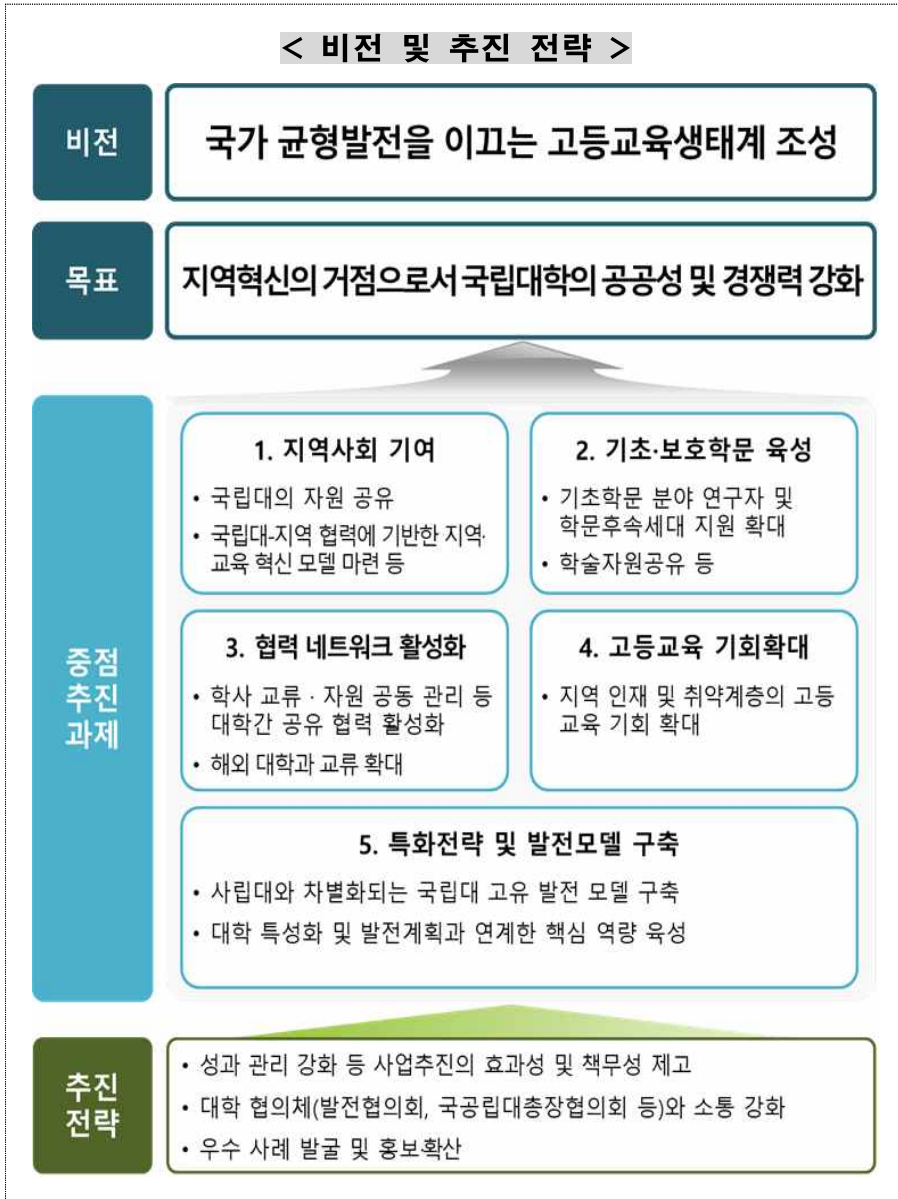 < 비전 및 추진 전략 >
비전
국가 균형발전을 이끄는 고등교육생태계 조성
목표
지역혁신의 거점으로서 국립대학의 공공성 및 경쟁력 강화
중점
추진
과제
1. 지역사회 기여
• 국립대의 자원 공유
• 국립대-지역 협력에 기반한 지역·
교육 혁신 모델 마련 등
2. 기초·보호학문 육성
• 기초학문 분야 연구자 및
학문후속세대 지원 확대
• 학술자원공유 등
3. 협력 네트워크 활성화
• 학사 교류 · 자원 공동 관리 등
대학간 공유 협력 활성화
• 해외 대학과 교류 확대
4. 고등교육 기회확대
• 지역 인재 및 취약계층의 고등
교육 기회 확대
5. 특화전략 및 발전모델 구축
• 사립대와 차별화되는 국립대 고유 발전 모델 구축
• 대학 특성화 및 발전계획과 연계한 핵심 역량 육성
추진
전략
• 성과 관리 강화 등 사업추진의 효과성 및 책무성 제고
• 대학 협의체(발전협의회, 국공립대총장협의회 등)와 소통 강화
• 우수 사례 발굴 및 홍보·확산